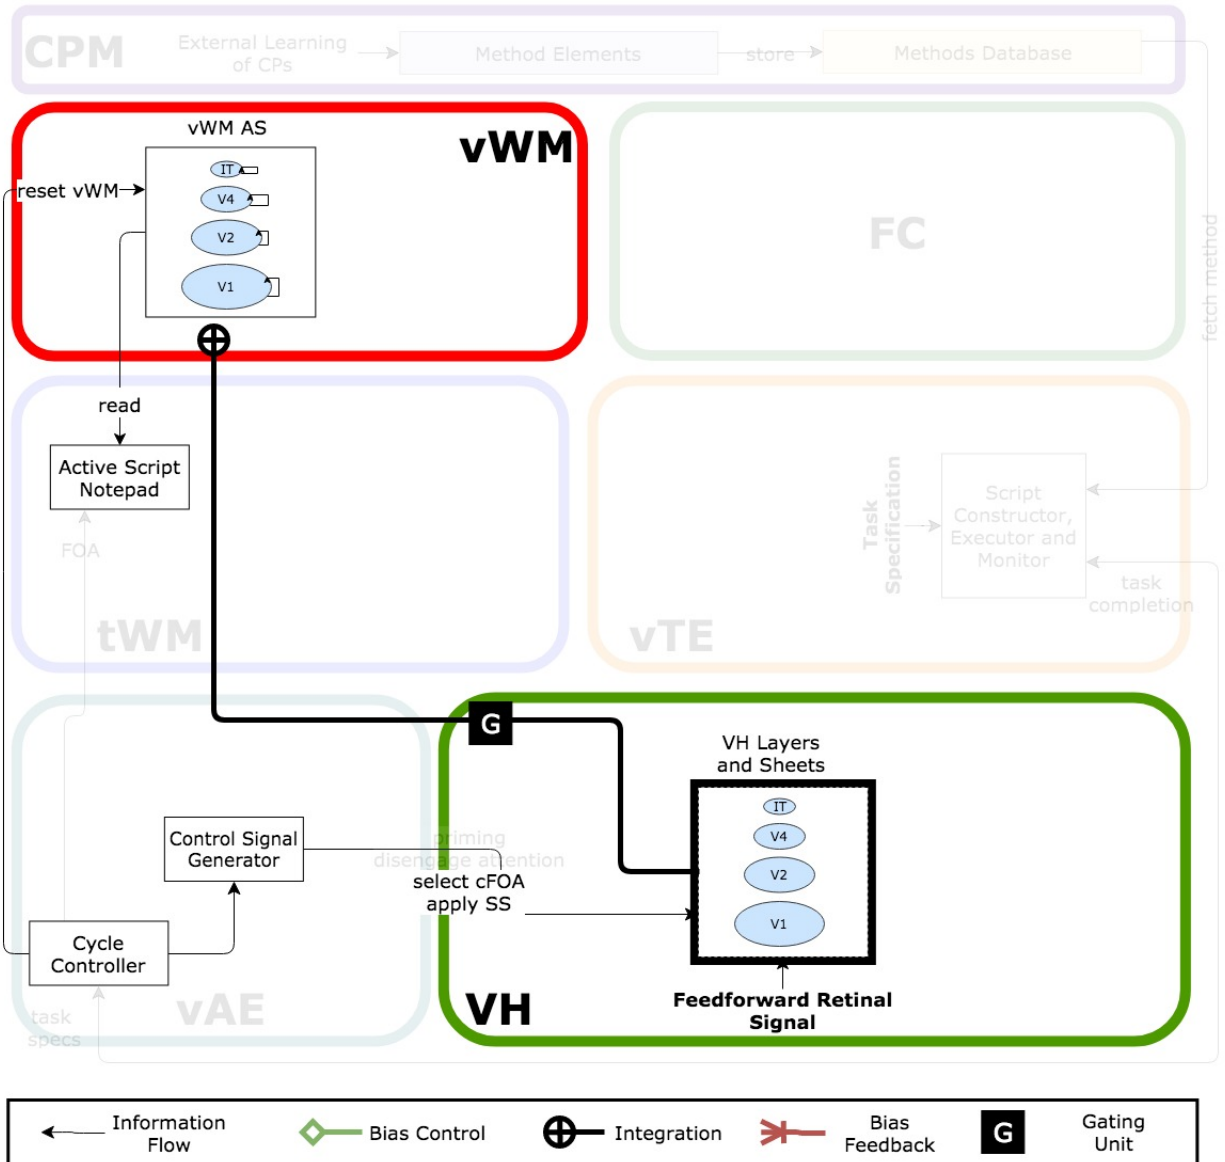 CPM
External Learning
of CPs
Method Elements
store
Methods Database
vWM AS
vWM
IT
V4
V2
V1
reset vWM
FC
fetch method
read
Active Script
Notepad
FOA
tWM
Task
Specification
Script
Constructor,
Executor and
Monitor
task
completion
vTE
G
VH Layers
and Sheets
IT
V4
V2
V1
Control Signal
Generator
priming
disengage attention
select cFOA
apply SS
Cycle
Controller
vAE
task
specs
VH
Feedforward Retinal
Signal
Information
Flow
Bias Control
Integration
Bias
Feedback
G
Gating
Unit